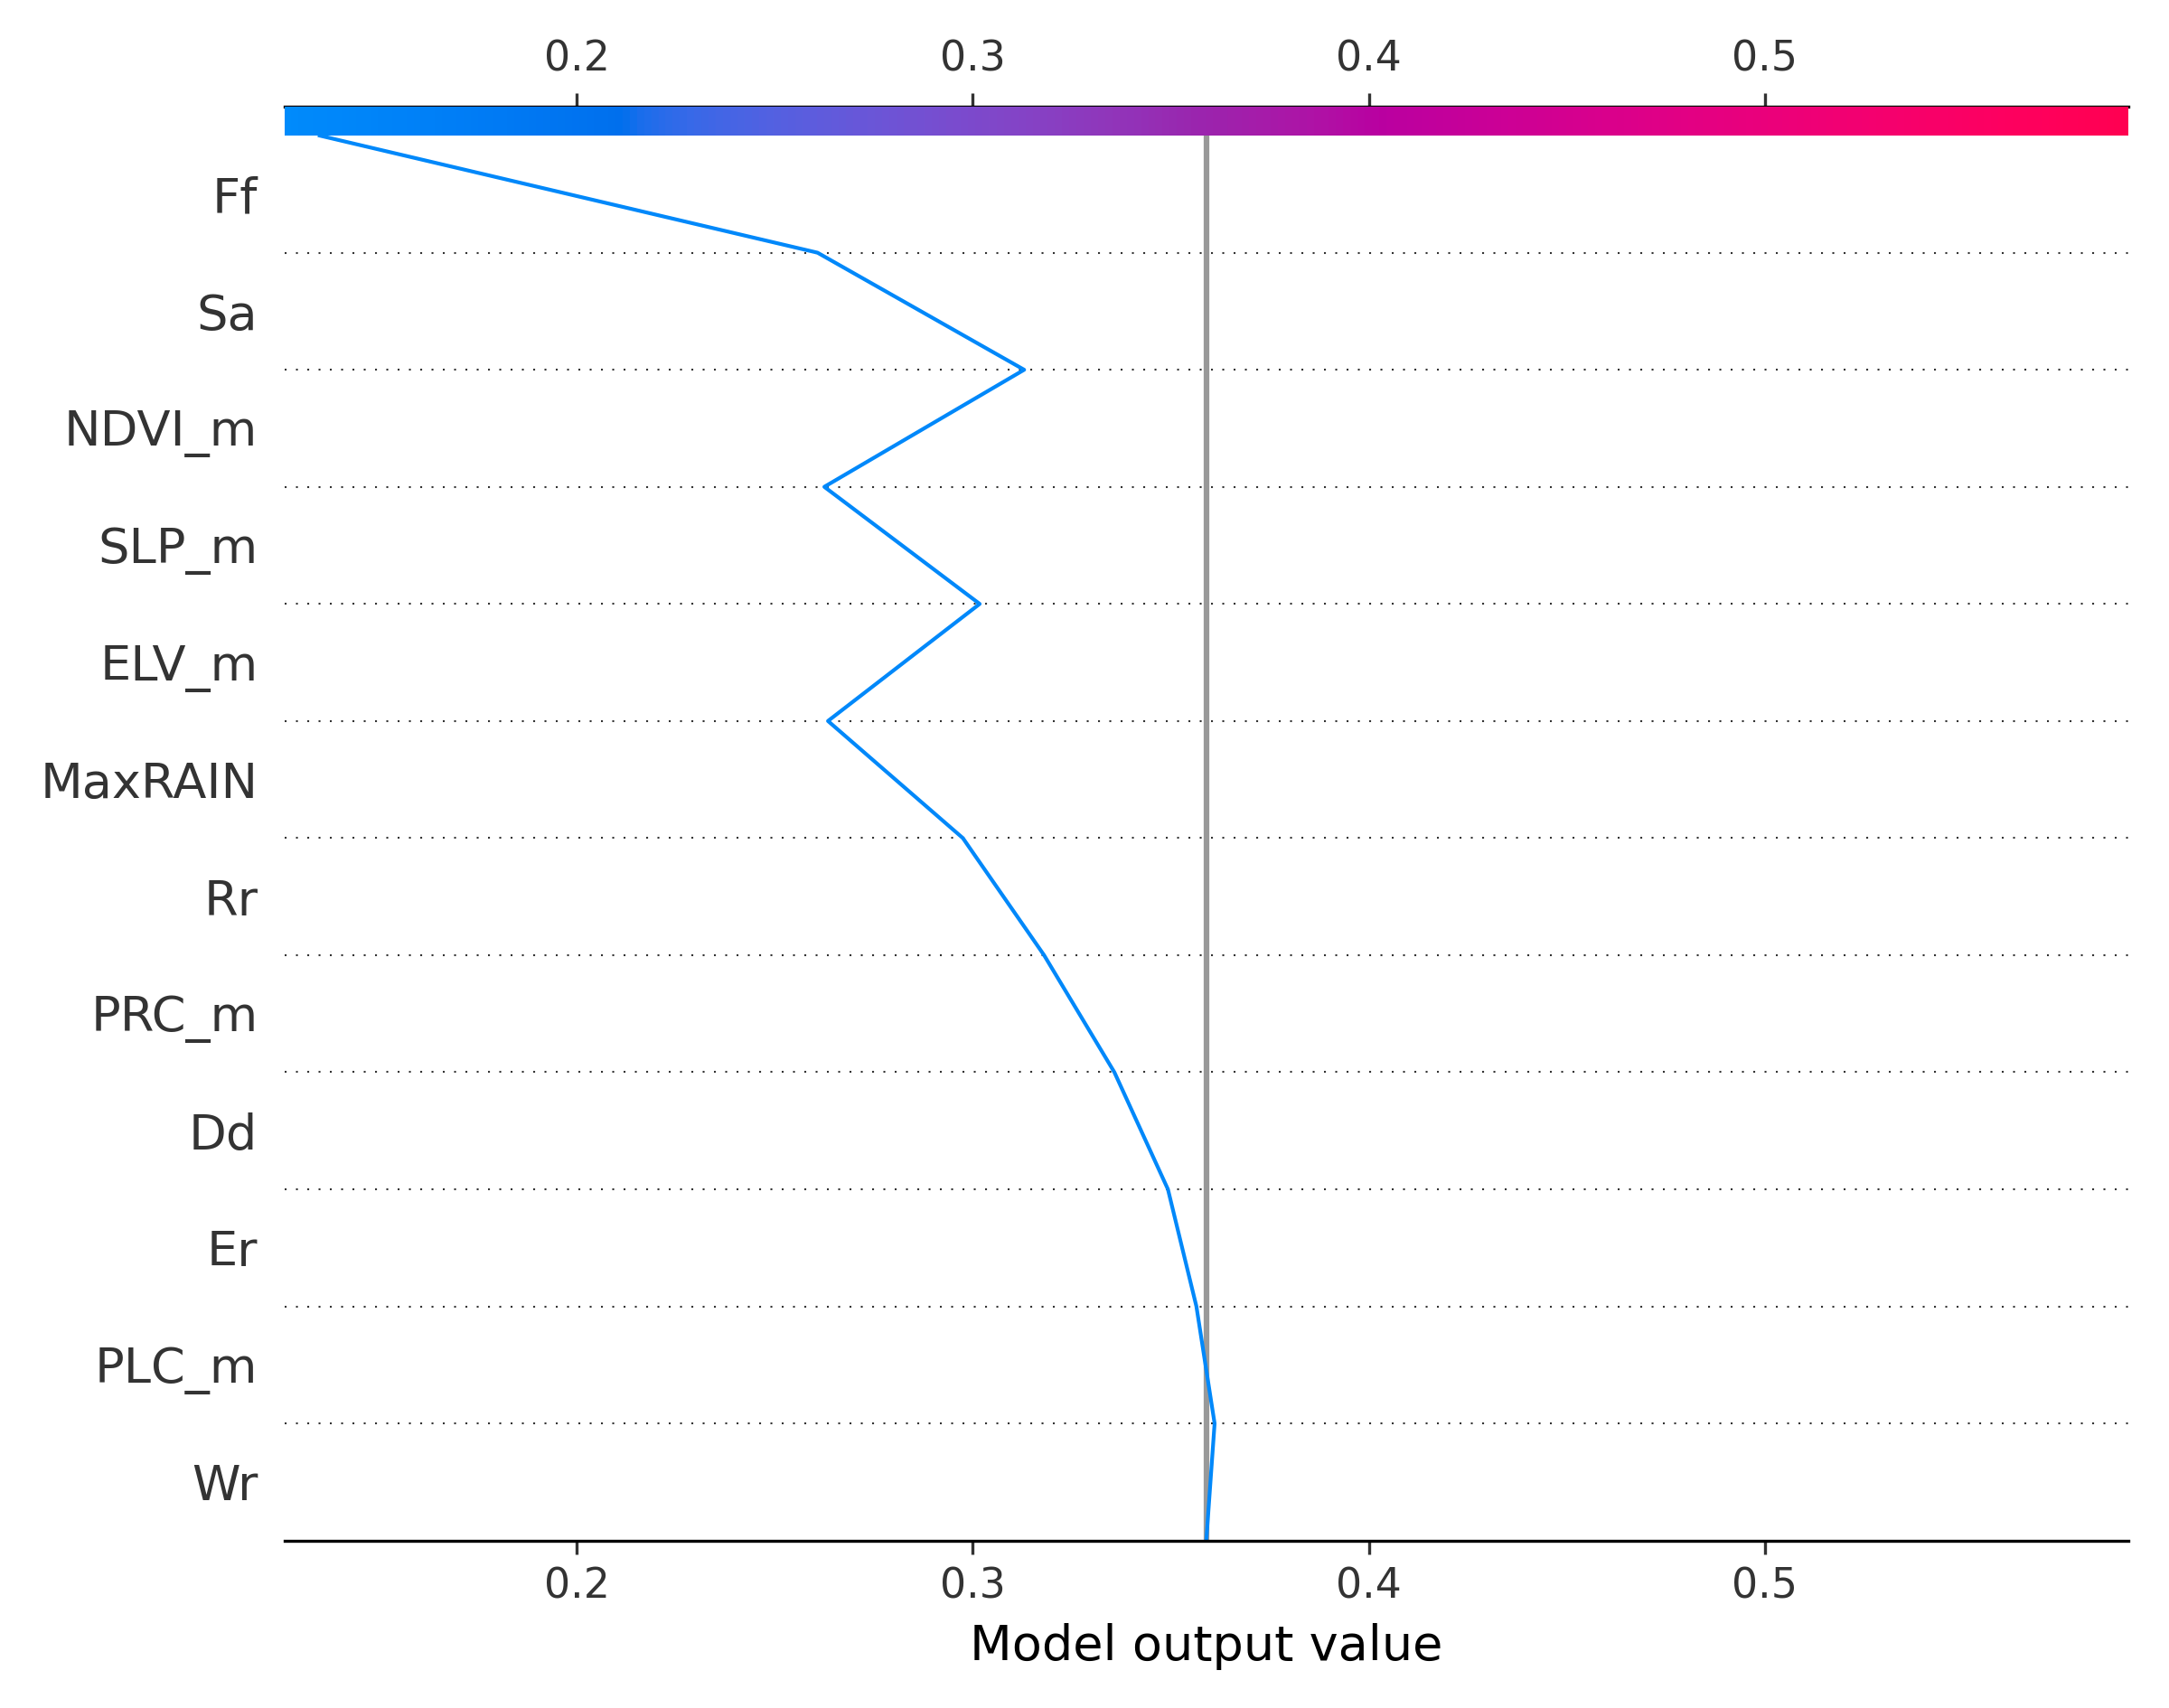 0.2 0.3 0.4 0.5
Ff
Sa
NDVI_m
SLP_m
ELV_m
MaxRAIN
Rr
PRC_m
Dd
Er
PLC_m
Wr
0.2 0.3 0.4 0.5
Model output value